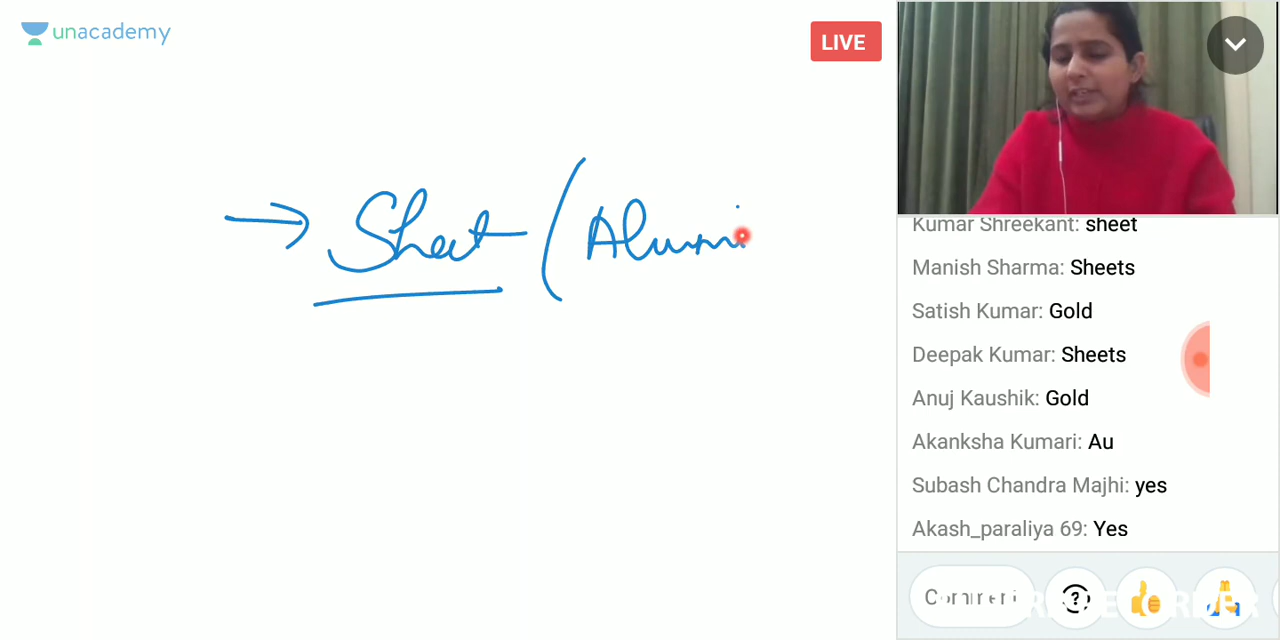 unacademy
LIVE
→ Sheet (Alumi
Kumar Shreekant: sheet
Manish Sharma: Sheets
Satish Kumar: Gold
Deepak Kumar: Sheets
Anuj Kaushik: Gold
Akanksha Kumari: Au
Subash Chandra Majhi: yes
Akash_paraliya 69: Yes